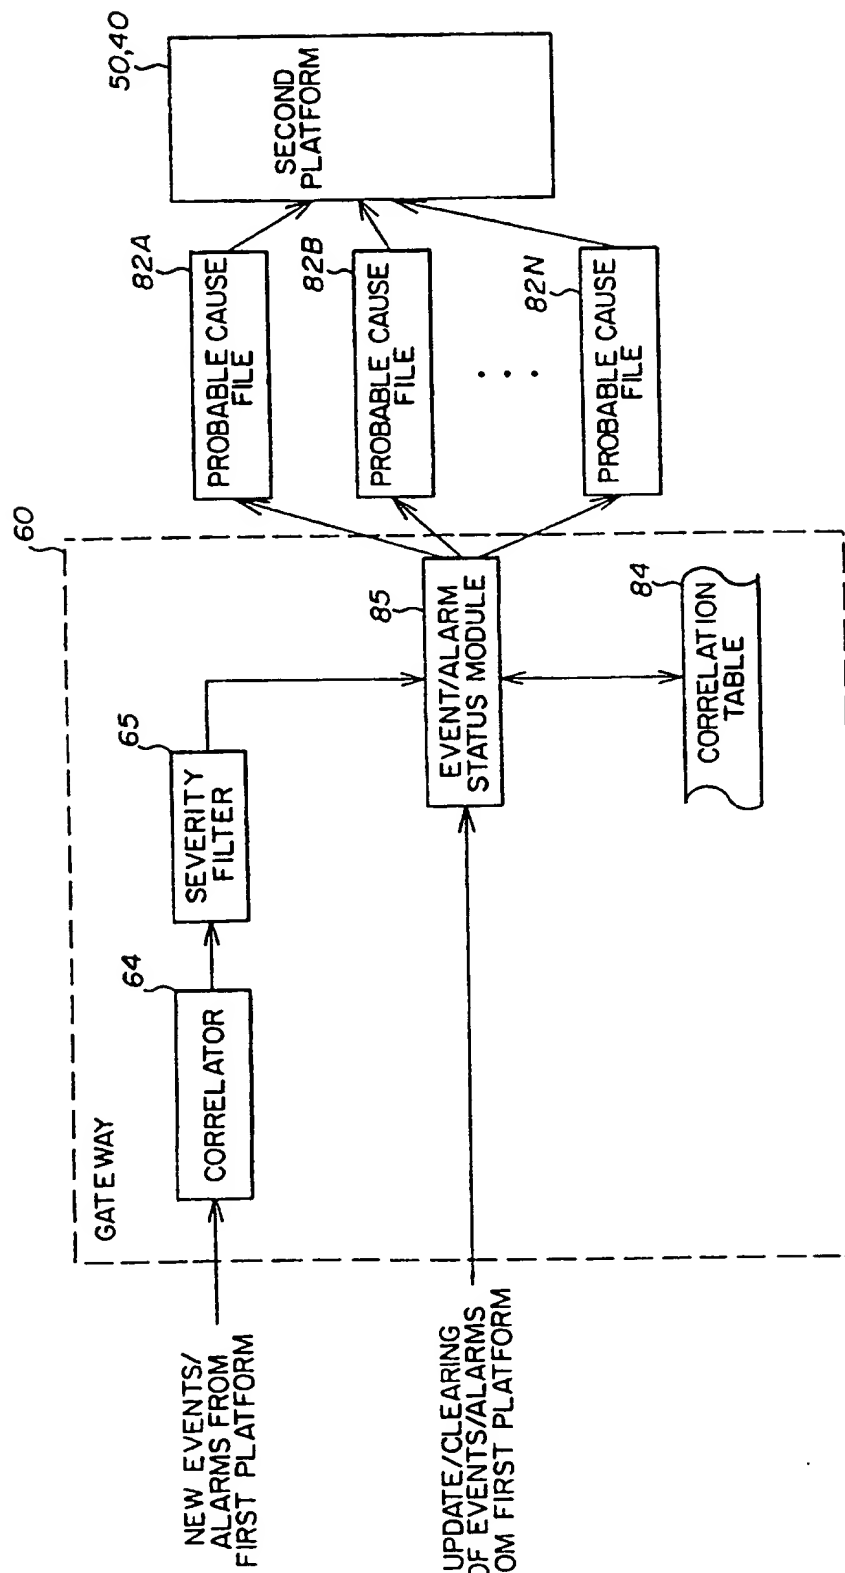 NEW EVENTS/
ALARMS FROM
FIRST PLATFORM
UPDATE/CLEARING
OF EVENTS/ALARMS
OM FIRST PLATFORM
GATEWAY
60
CORRELATOR
64
SEVERITY
FILTER
65
EVENT/ALARM
STATUS MODULE
85
CORRELATION
TABLE
84
PROBABLE CAUSE
FILE
82A
PROBABLE CAUSE
FILE
82B
PROBABLE CAUSE
FILE
82N
SECOND
PLATFORM
50,40